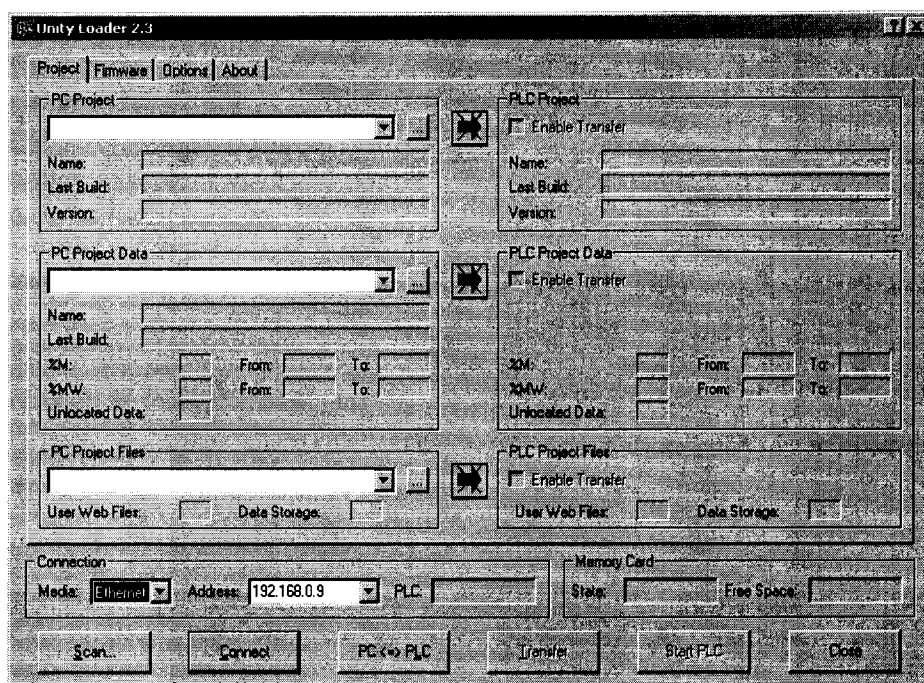 Unity Loader 2.3
Project Firmware Options About
PC Project
...
Name:
Last Build:
Version:
PLC Project
Enable Transfer
Name:
Last Build:
Version:
PC Project Data
...
Name:
Last Build:
%M: From: To:
%MW: From: To:
Unlocated Data:
PLC Project Data
Enable Transfer
%M: From: To:
%MW: From: To:
Unlocated Data:
PC Project Files
...
User Web Files: Data Storage:
PLC Project Files
Enable Transfer
User Web Files: Data Storage:
Connection
Media: Ethernet Address: 192.168.0.9 PLC:
Memory Card
State: Free Space:
Scan... Connect PC <=> PLC Transfer Start PLC Close